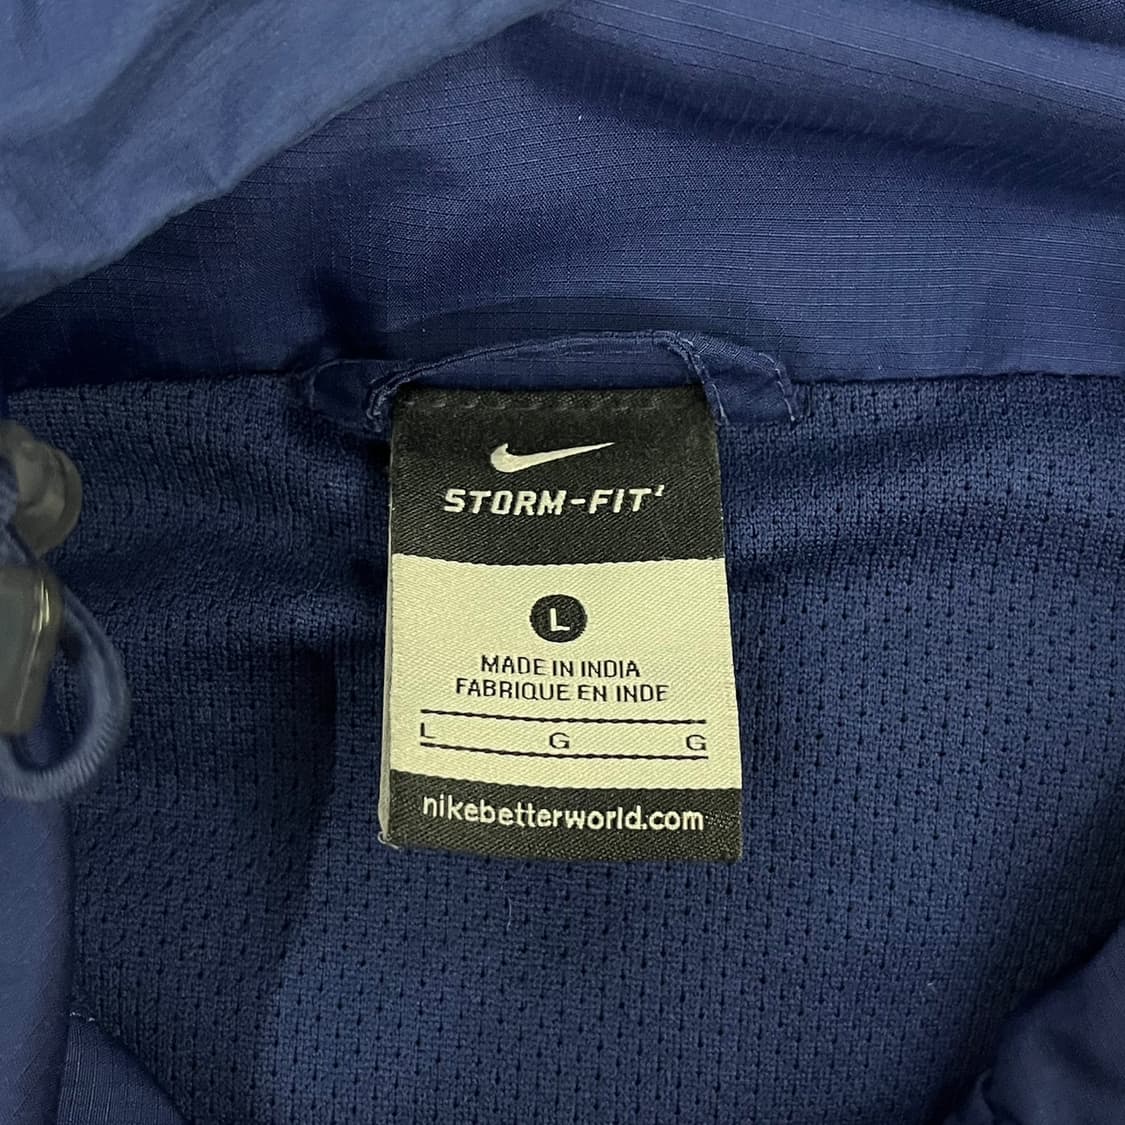 STORM-FIT
L
MADE IN INDIA
FABRIQUE EN INDE
L G G
nikebetterworld.com